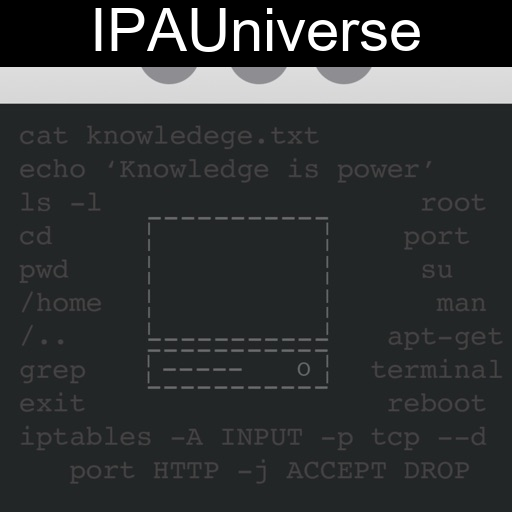 IPAUniverse
cat knowledege.txt
echo ‘Knowledge is power’
ls -l root
cd port
pwd su
/home man
/.. apt-get
grep terminal
exit reboot
iptables -A INPUT -p tcp --d
port HTTP -j ACCEPT DROP